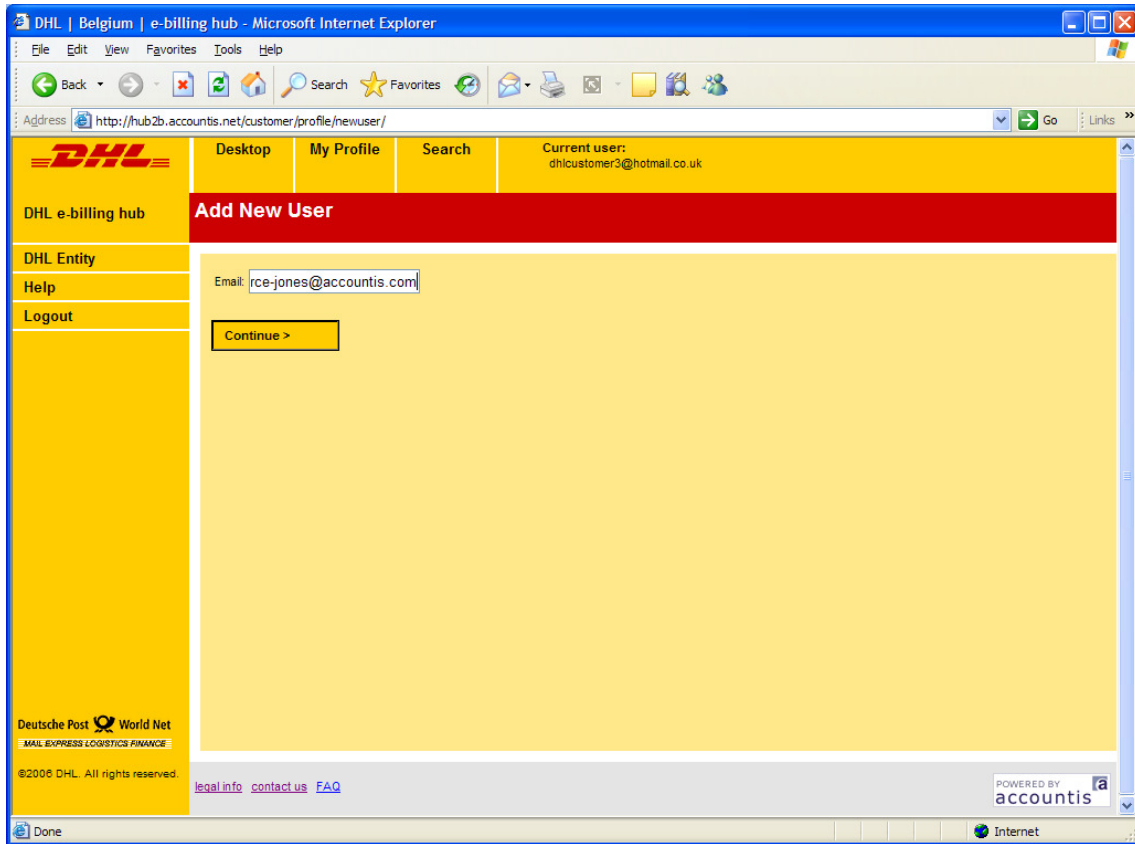 DHL | Belgium | e-billing hub - Microsoft Internet Explorer
File Edit View Favorites Tools Help
Back Search Favorites
Address http://hub2b.accountis.net/customer/profile/newuser/ Go Links »
DHL Desktop My Profile Search Current user:
dhlcustomer3@hotmail.co.uk
DHL e-billing hub Add New User
DHL Entity
Help
Logout
Email: rce-jones@accountis.com
Continue >
Deutsche Post World Net
MAIL EXPRESS LOGISTICS FINANCE
©2006 DHL. All rights reserved.
legal info contact us FAQ
POWERED BY a
accountis
Done Internet